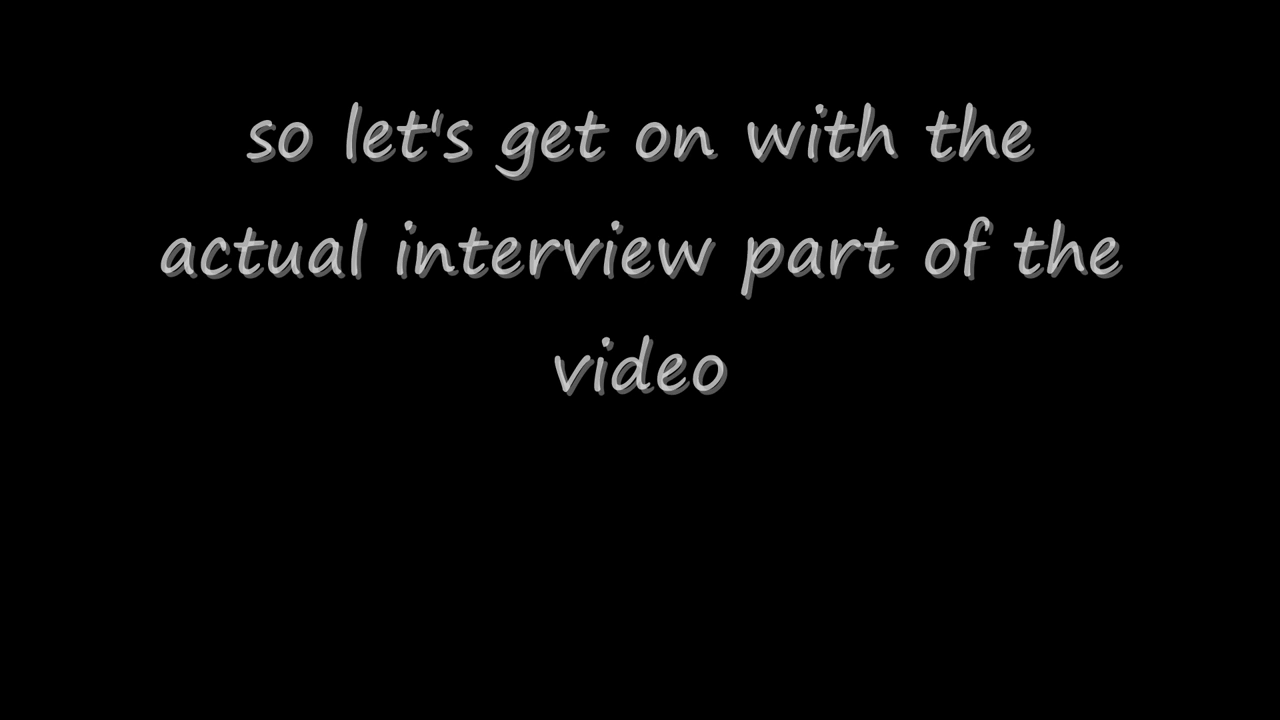 so let's get on with the
actual interview part of the
video